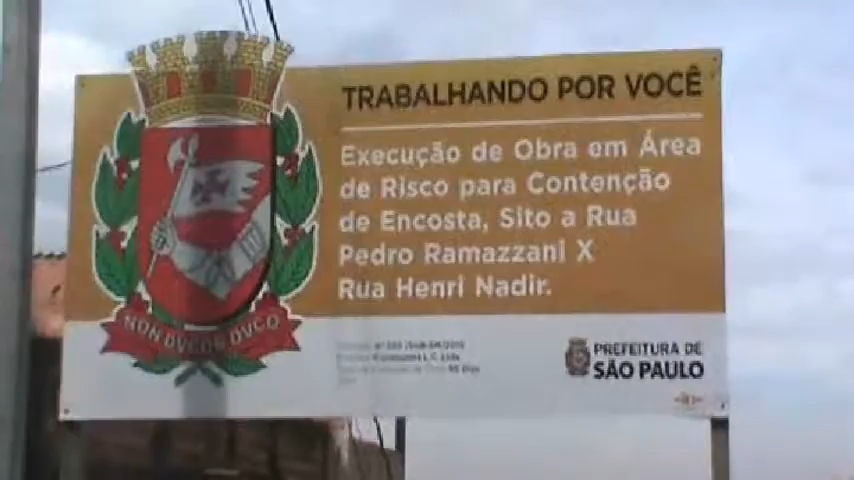 TRABALHANDO POR VOCÊ
Execução de Obra em Área
de Risco para Contenção
de Encosta, Sito a Rua
Pedro Ramazzani X
Rua Henri Nadir.
NON DVCOR DVCO
PREFEITURA DE
SÃO PAULO